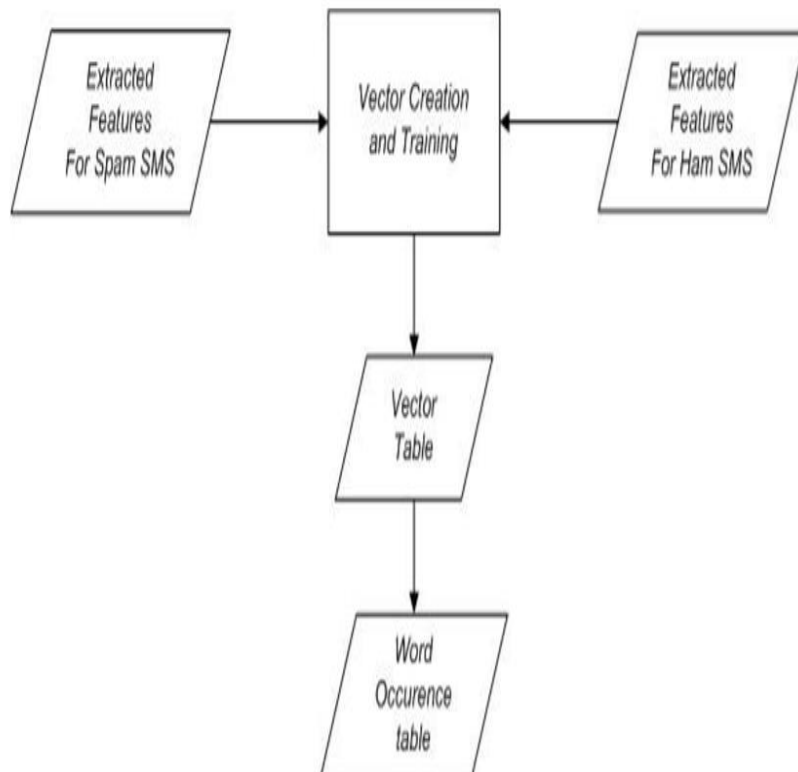 Extracted
Features
For Spam SMS
Vector Creation
and Training
Extracted
Features
For Ham SMS
Vector
Table
Word
Occurence
table